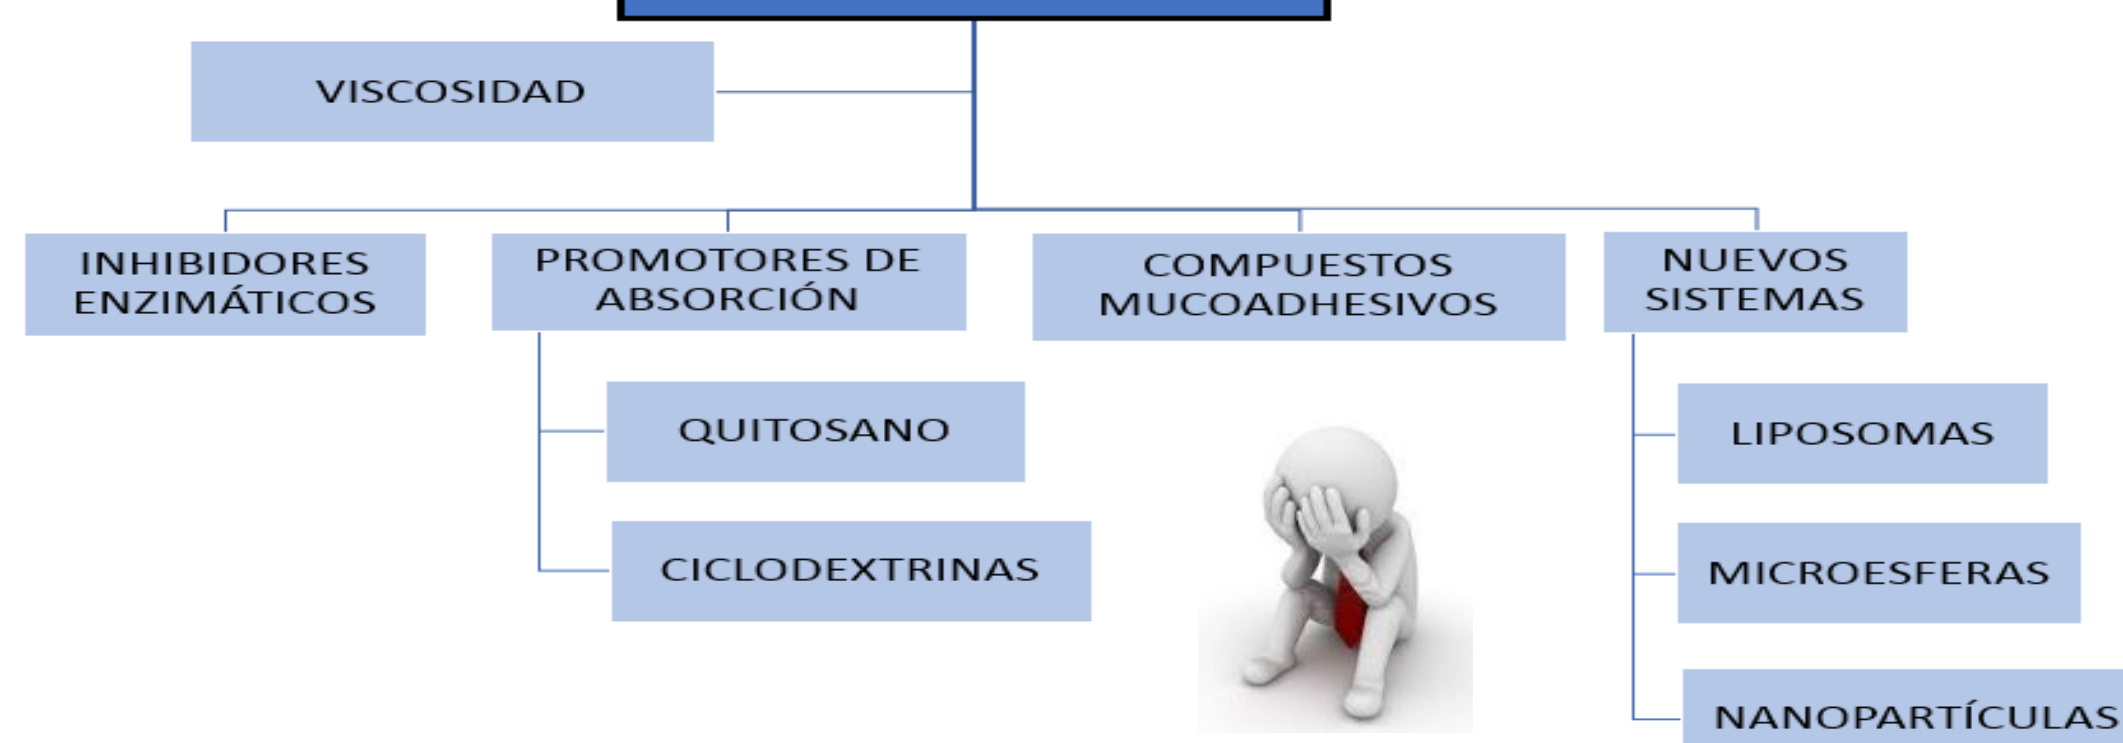 VISCOSIDAD
INHIBIDORES
ENZIMÁTICOS
PROMOTORES DE
ABSORCIÓN
QUITOSANO
CICLODEXTRINAS
COMPUESTOS
MUCOADHESIVOS
NUEVOS
SISTEMAS
LIPOSOMAS
MICROESFERAS
NANOPARTÍCULAS